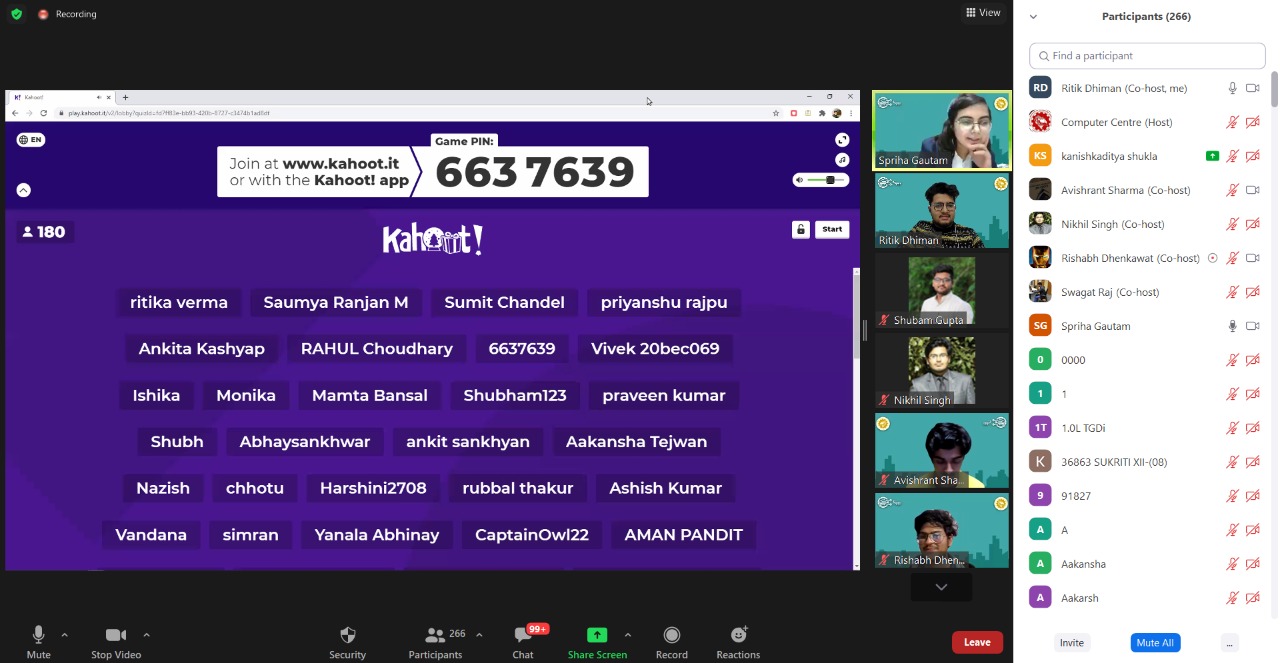 Recording
View
Kahoot!
play.kahoot.it/v2/lobby?quizId=
EN
Join at www.kahoot.it
or with the Kahoot! app
Game PIN:
663 7639
180
Kahoot!
Start
ritika verma Saumya Ranjan M Sumit Chandel priyanshu rajpu
Ankita Kashyap RAHUL Choudhary 6637639 Vivek 20bec069
Ishika Monika Mamta Bansal Shubham123 praveen kumar
Shubh Abhaysankhwar ankit sankhyan Aakansha Tejwan
Nazish chhotu Harshini2708 rubbal thakur Ashish Kumar
Vandana simran Yanala Abhinay CaptainOwl22 AMAN PANDIT
Spriha Gautam
Ritik Dhiman
Shubam Gupta
Nikhil Singh
Avishrant Sha...
Rishabh Dhen...
Participants (266)
Find a participant
RD Ritik Dhiman (Co-host, me)
Computer Centre (Host)
KS kanishkaditya shukla
Avishrant Sharma (Co-host)
Nikhil Singh (Co-host)
Rishabh Dhenkawat (Co-host)
Swagat Raj (Co-host)
SG Spriha Gautam
0 0000
1 1
1T 1.0L TGDi
K 36863 SUKRITI XII-(08)
9 91827
A A
A Aakansha
A Aakarsh
Invite
Mute All
...
Mute
Stop Video
Security
266
Participants
99+
Chat
Share Screen
Record
Reactions
Leave